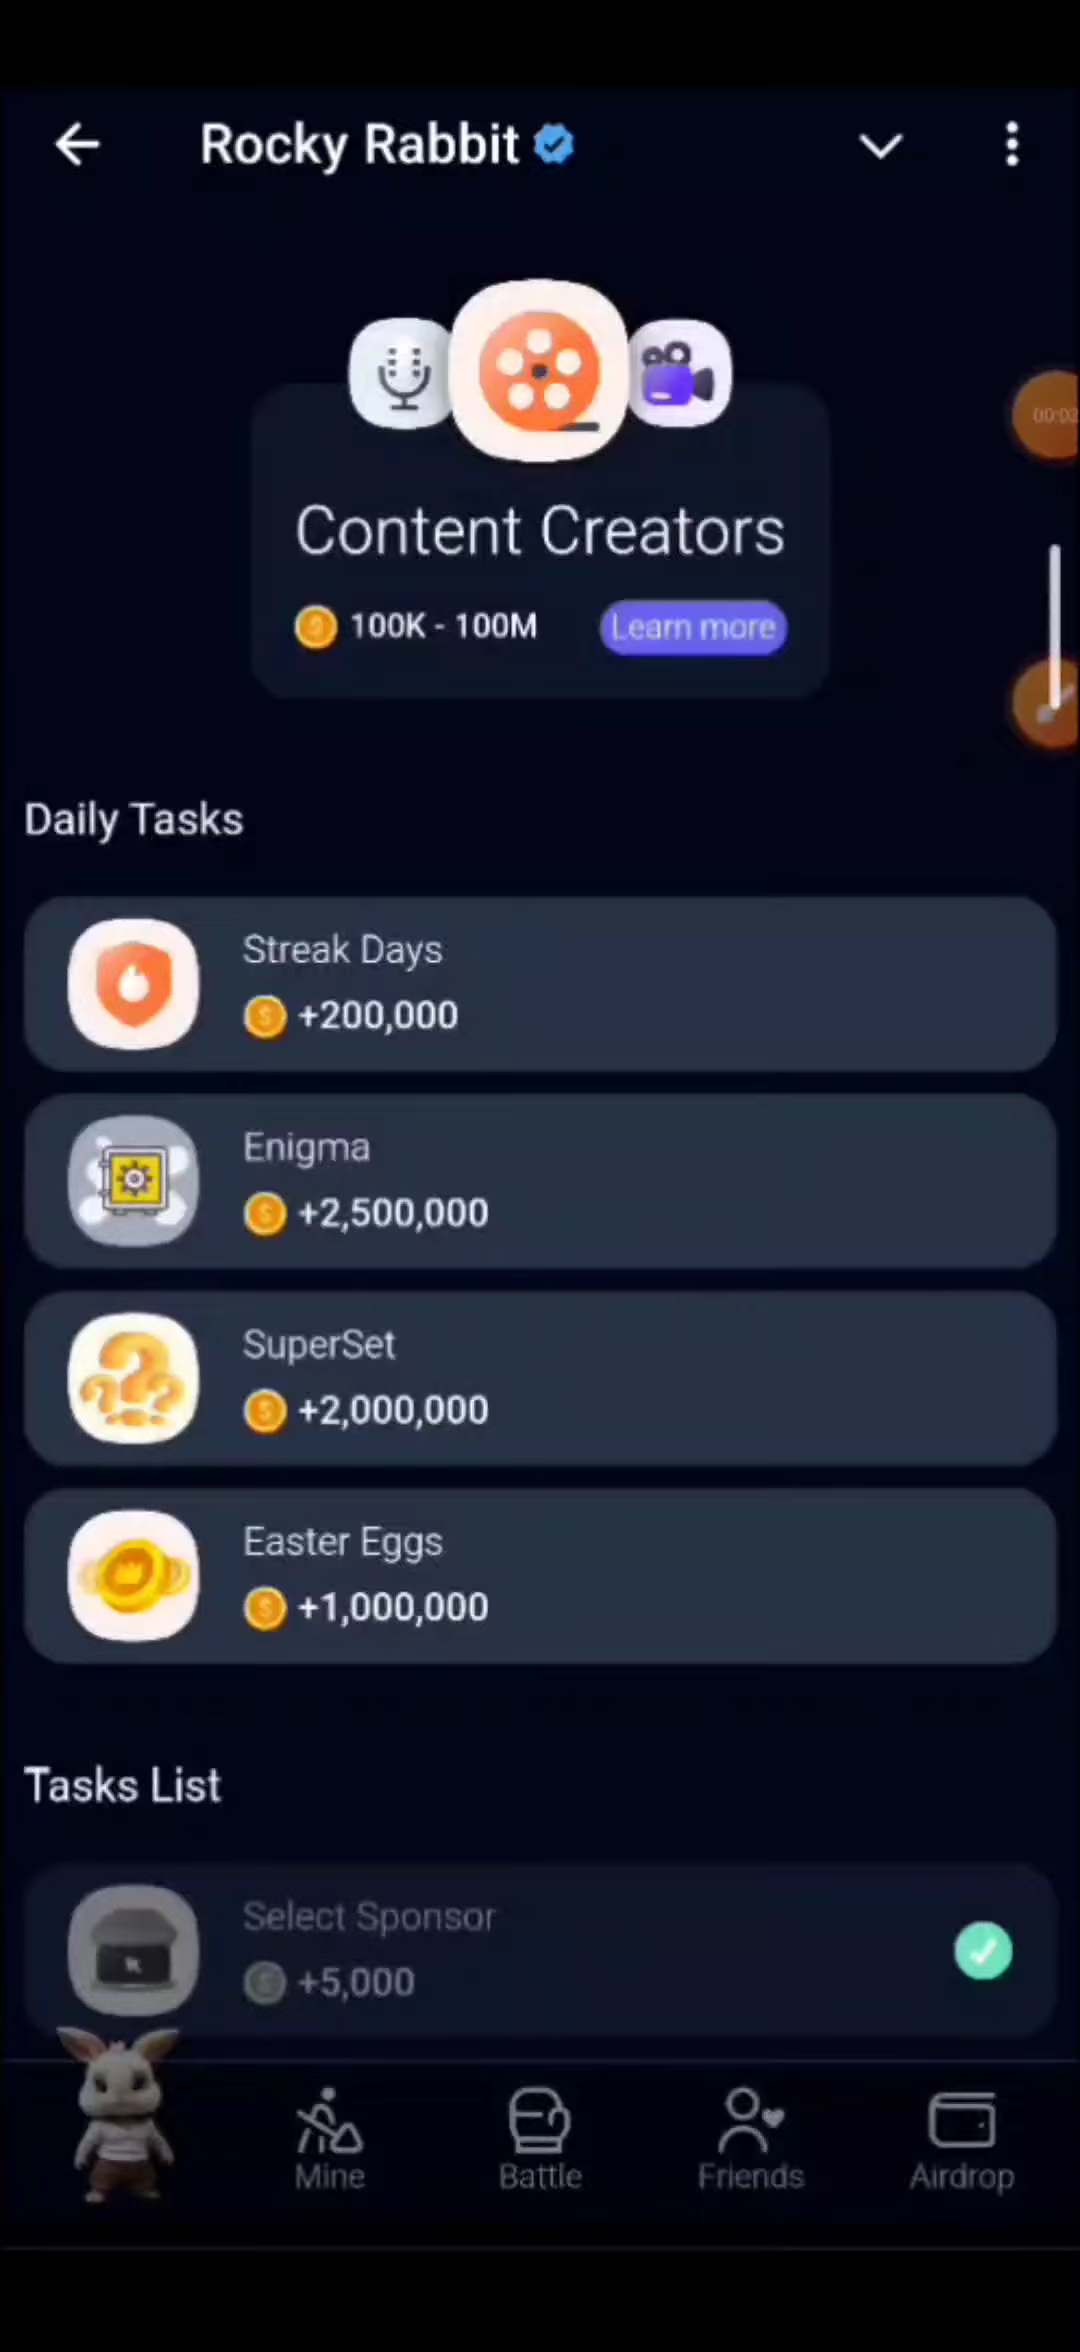 Rocky Rabbit
Content Creators
100K - 100M
Learn more
Daily Tasks
Streak Days
+200,000
Enigma
+2,500,000
SuperSet
+2,000,000
Easter Eggs
+1,000,000
Tasks List
Select Sponsor
+5,000
Mine
Battle
Friends
Airdrop